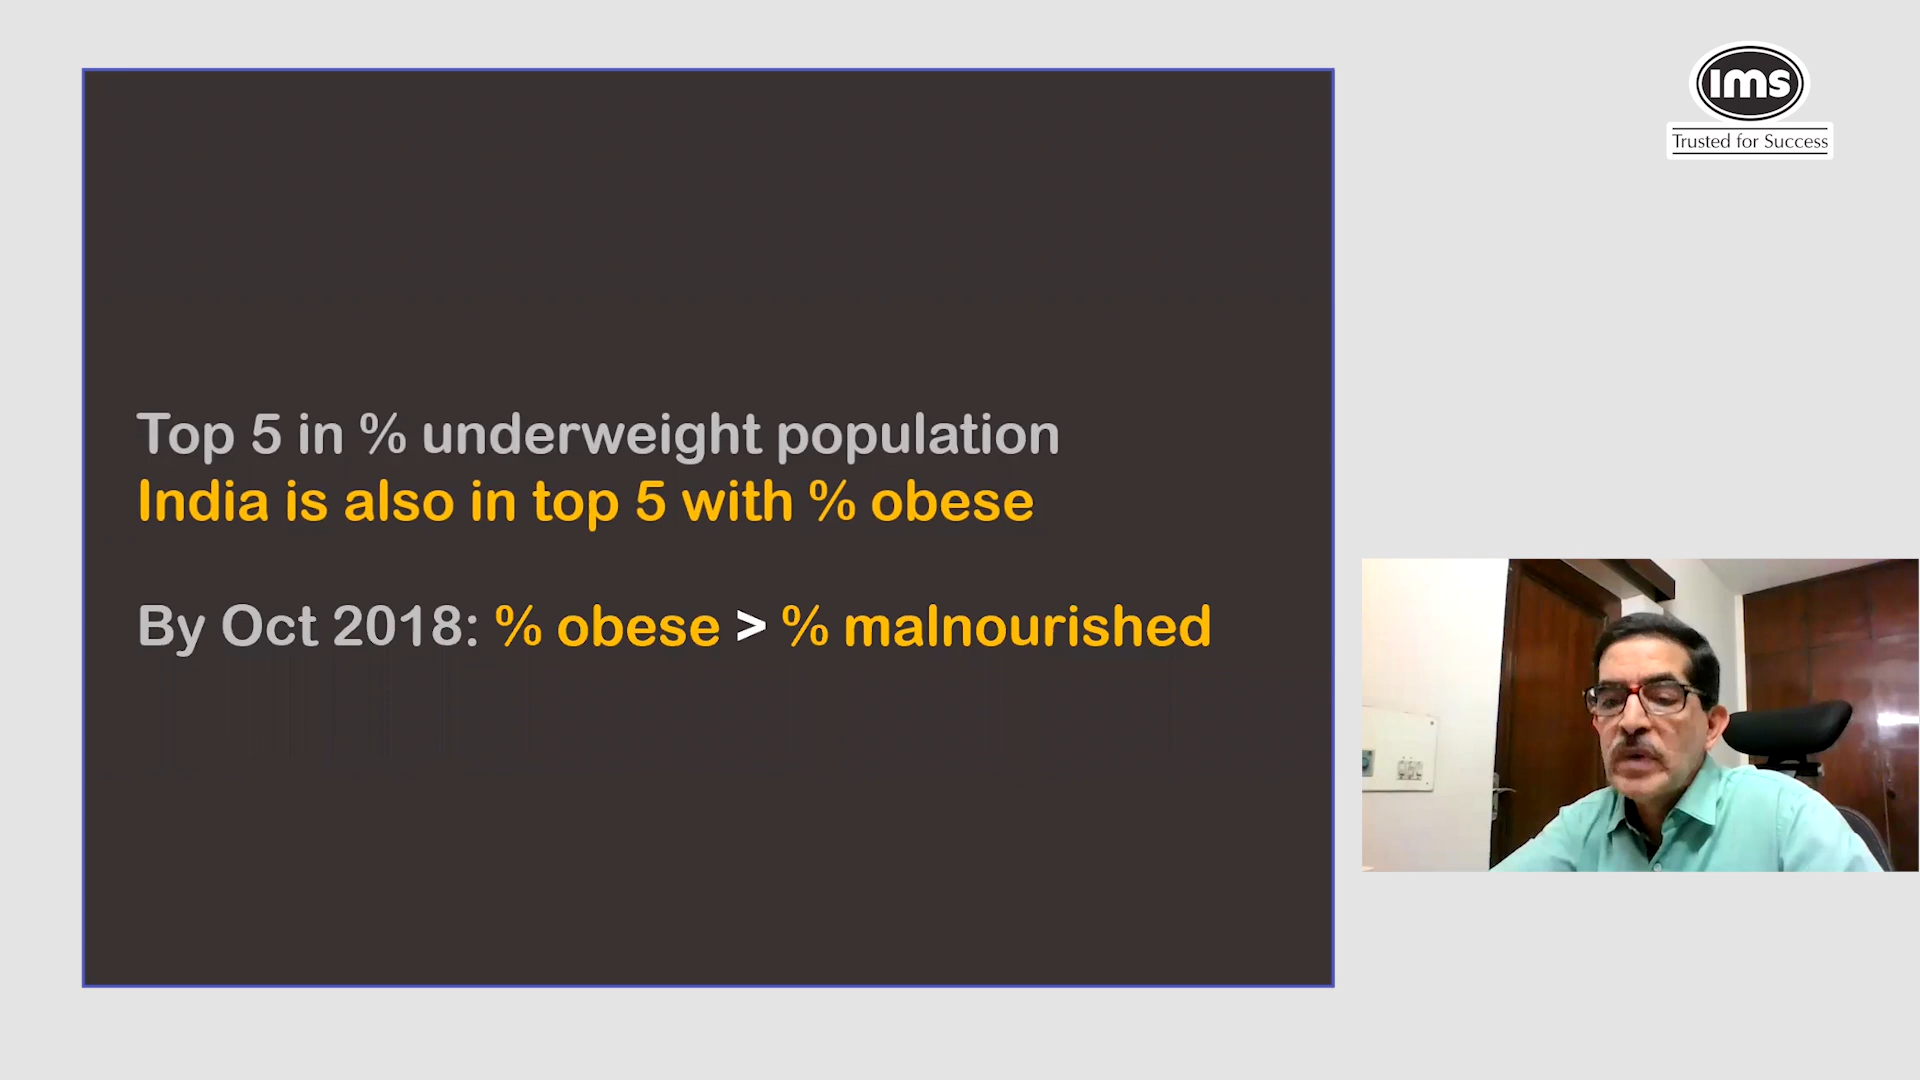 ims
Trusted for Success
Top 5 in % underweight population
India is also in top 5 with % obese
By Oct 2018: % obese > % malnourished